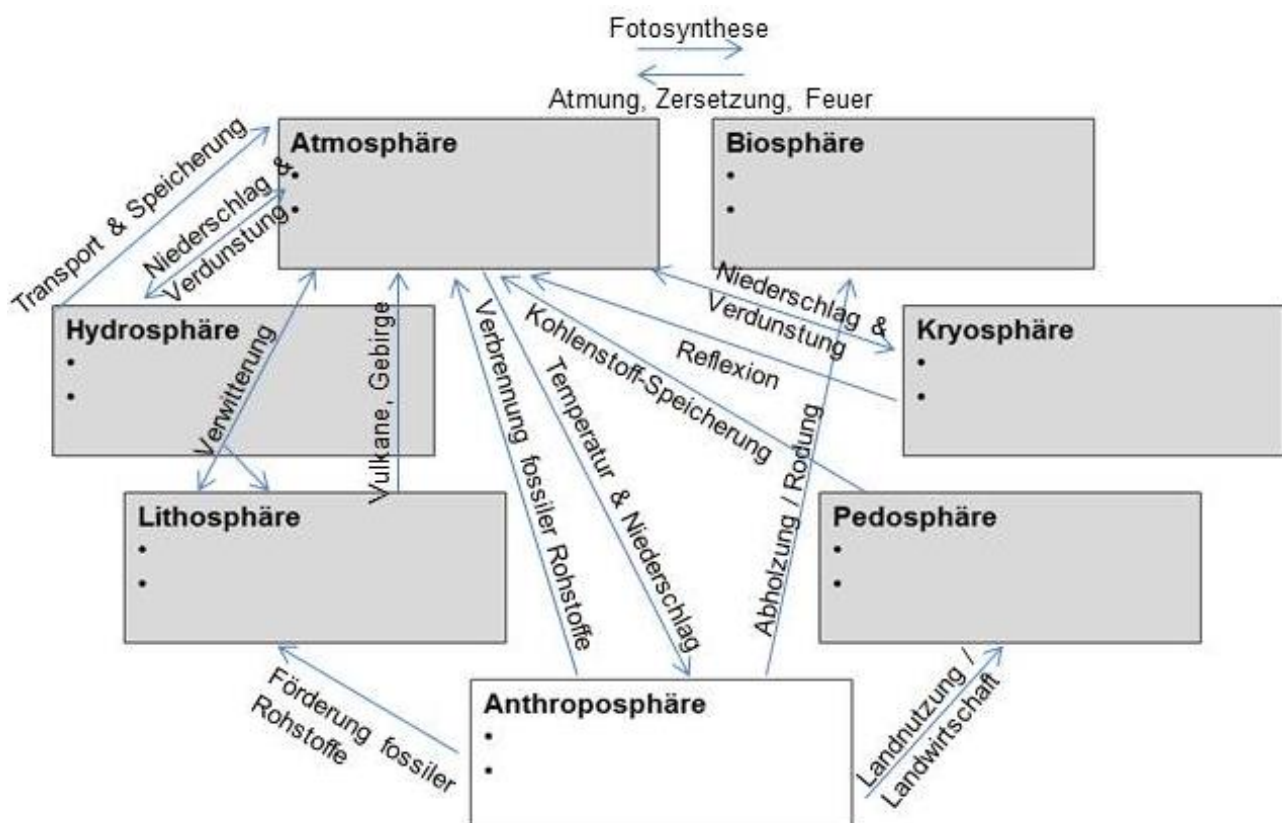 Fotosynthese
Atmung, Zersetzung, Feuer
Atmosphäre
•
•
Biosphäre
•
•
Transport & Speicherung
Niederschlag &
Verdunstung
Niederschlag &
Verdunstung
Hydrosphäre
•
•
Kryosphäre
•
•
Verwitterung
Vulkane, Gebirge
Verbrennung fossiler Rohstoffe
Temperatur & Niederschlag
Kohlenstoff-Speicherung
Reflexion
Abholzung / Rodung
Lithosphäre
•
•
Pedosphäre
•
•
Förderung fossiler
Rohstoffe
Anthroposphäre
•
•
Landnutzung /
Landwirtschaft